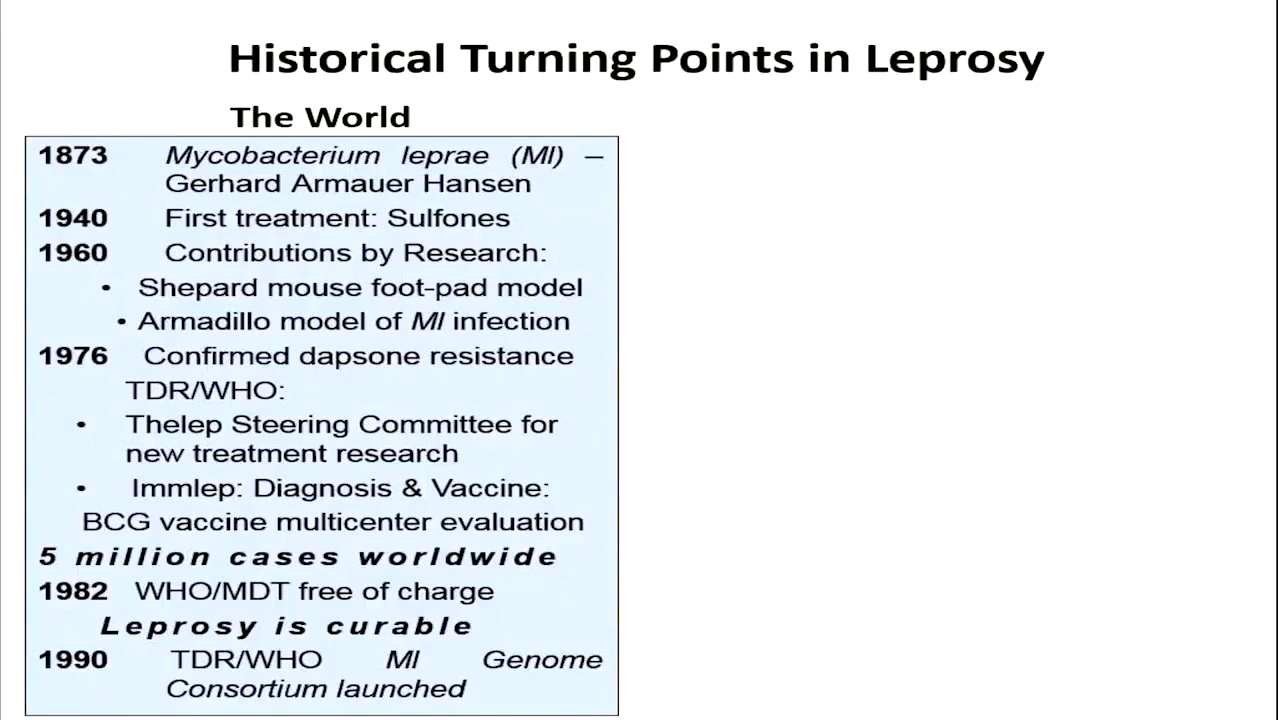 Historical Turning Points in Leprosy
The World
1873 Mycobacterium leprae (Ml) –
Gerhard Armauer Hansen
1940 First treatment: Sulfones
1960 Contributions by Research:
• Shepard mouse foot-pad model
• Armadillo model of Ml infection
1976 Confirmed dapsone resistance
TDR/WHO:
• Thelep Steering Committee for
new treatment research
• Immlep: Diagnosis & Vaccine:
BCG vaccine multicenter evaluation
5 million cases worldwide
1982 WHO/MDT free of charge
Leprosy is curable
1990 TDR/WHO Ml Genome
Consortium launched